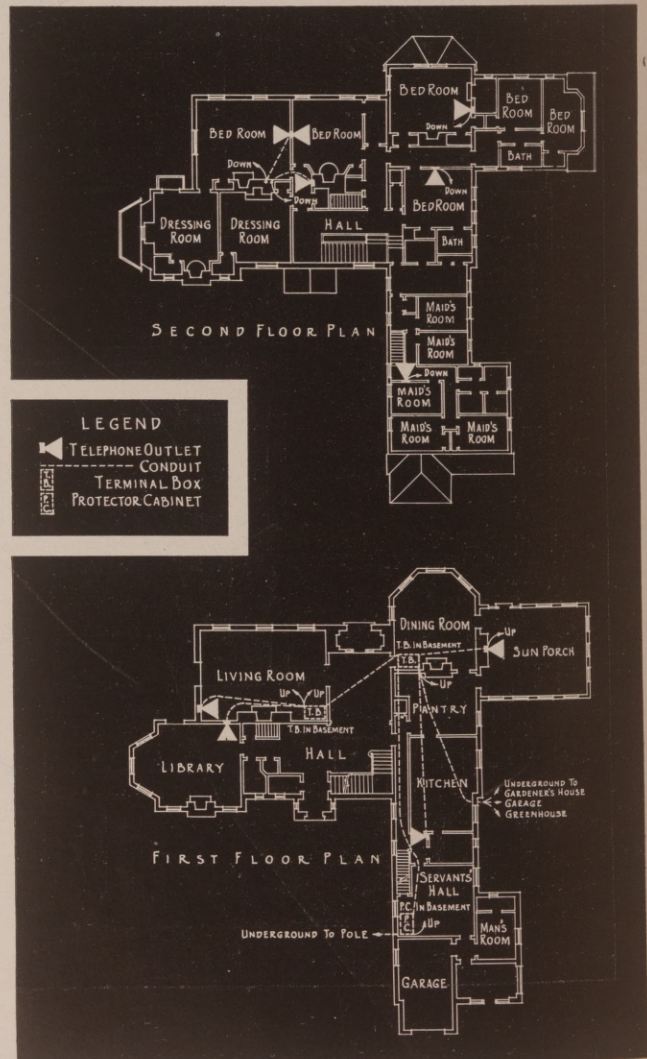 BED ROOM
BED ROOM
BED ROOM
BED ROOM
BED ROOM
DOWN
DOWN
DOWN
BATH
DOWN
BED ROOM
DRESSING
ROOM
DRESSING
ROOM
HALL
BATH
MAID'S
ROOM
MAID'S
ROOM
DOWN
MAID'S
ROOM
MAID'S
ROOM
MAID'S
ROOM
SECOND FLOOR PLAN
LEGEND
TELEPHONE OUTLET
CONDUIT
T.B. TERMINAL BOX
P.C. PROTECTOR CABINET
DINING ROOM
T.B. IN BASEMENT
T.B.
UP
UP
SUN PORCH
LIVING ROOM
UP UP
T.B.
T.B. IN BASEMENT
PANTRY
HALL
LIBRARY
KITCHEN
UNDERGROUND TO
GARDENER'S HOUSE
GARAGE
GREENHOUSE
FIRST FLOOR PLAN
SERVANTS'
HALL
P.C. IN BASEMENT
P.C.
UP
UNDERGROUND TO POLE
MAN'S
ROOM
GARAGE